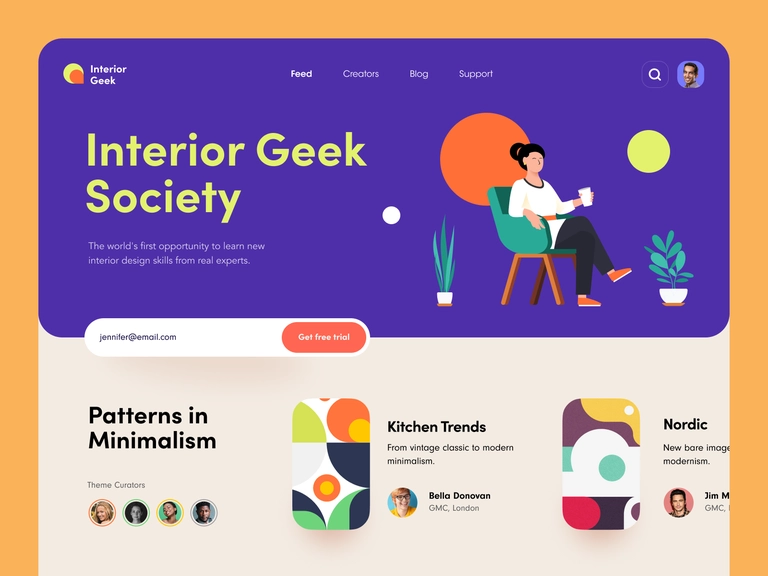 Interior
Geek
Feed
Creators
Blog
Support
Interior Geek
Society
The world's first opportunity to learn new
interior design skills from real experts.
jennifer@email.com
Get free trial
Patterns in
Minimalism
Theme Curators
Kitchen Trends
From vintage classic to modern
minimalism.
Bella Donovan
GMC, London
Nordic
New bare image
modernism.
Jim M
GMC,